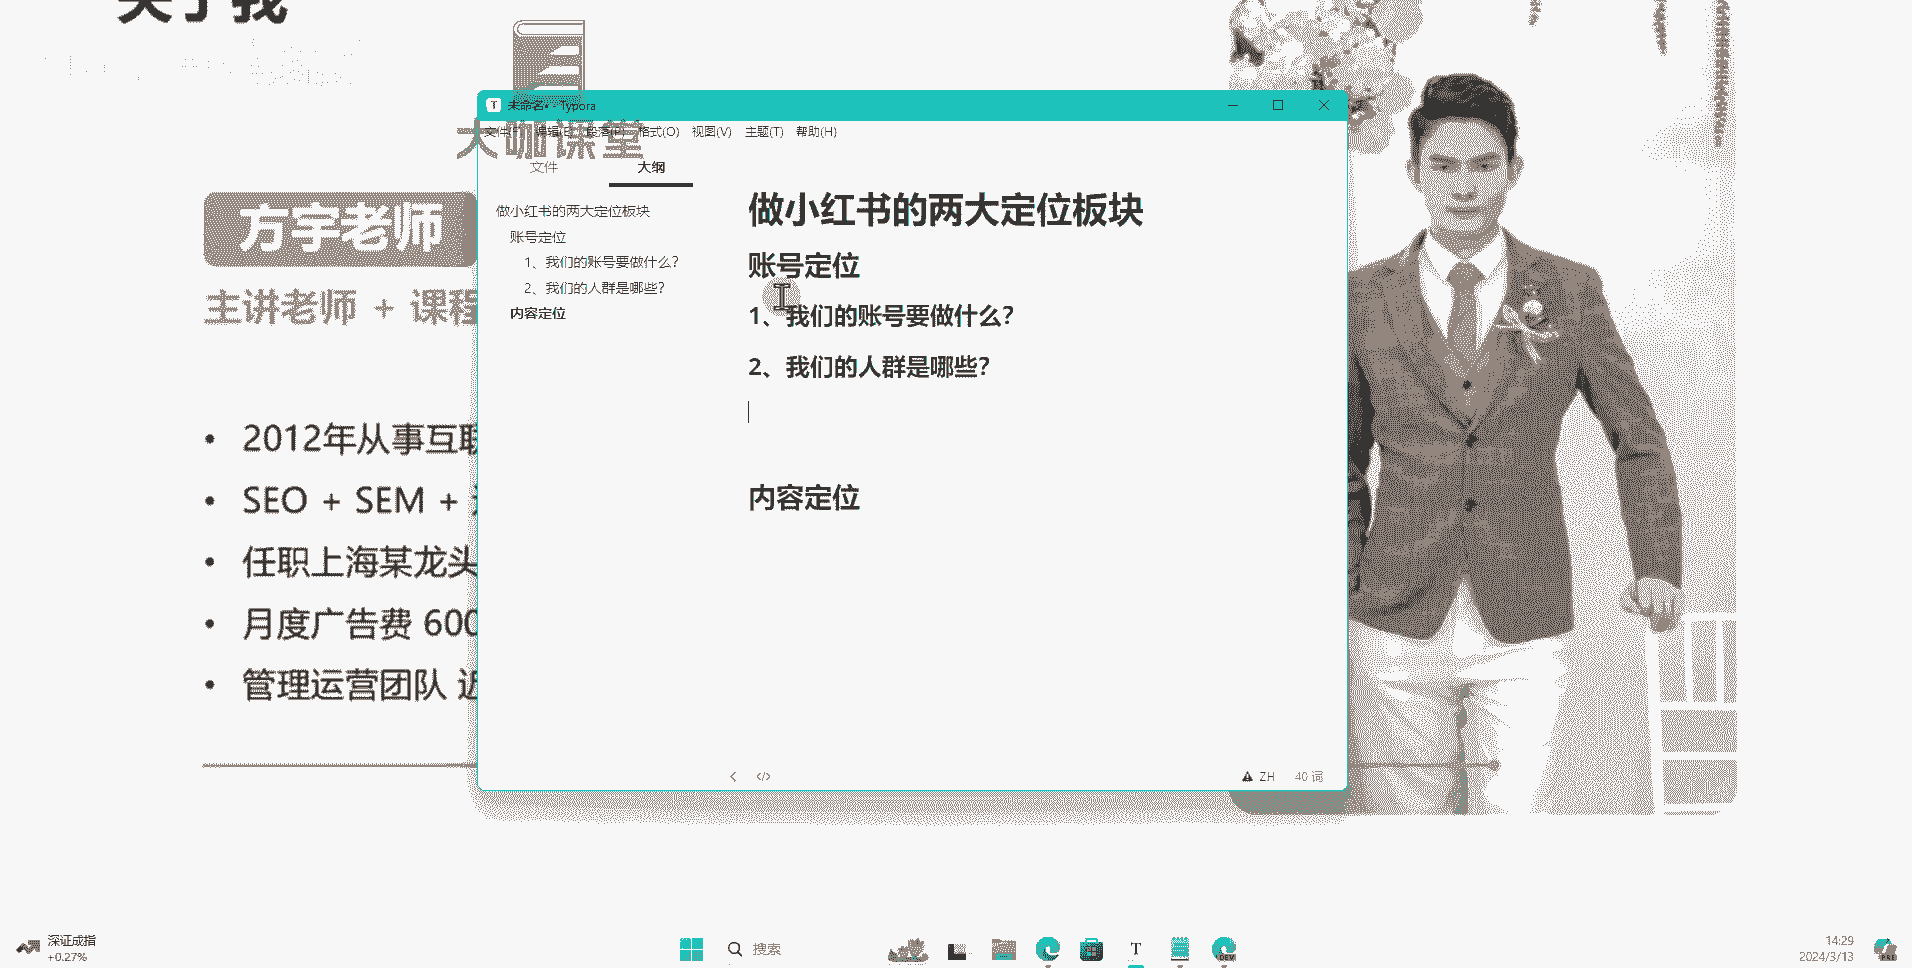 关于我
大咖课堂
方宇老师
主讲老师 + 课程
• 2012年从事互联
• SEO + SEM +
• 任职上海某龙头
• 月度广告费 600
• 管理运营团队 近
未命名• - Typora
文件(F) 编辑(E) 段落(P) 格式(O) 视图(V) 主题(T) 帮助(H)
文件 大纲
做小红书的两大定位板块
账号定位
1、我们的账号要做什么？
2、我们的人群是哪些？
内容定位
做小红书的两大定位板块
账号定位
1、我们的账号要做什么？
2、我们的人群是哪些？
内容定位
</> ZH 40 词
深证成指
+0.27%
搜索
T
DEV
14:29
2024/3/13
PRE